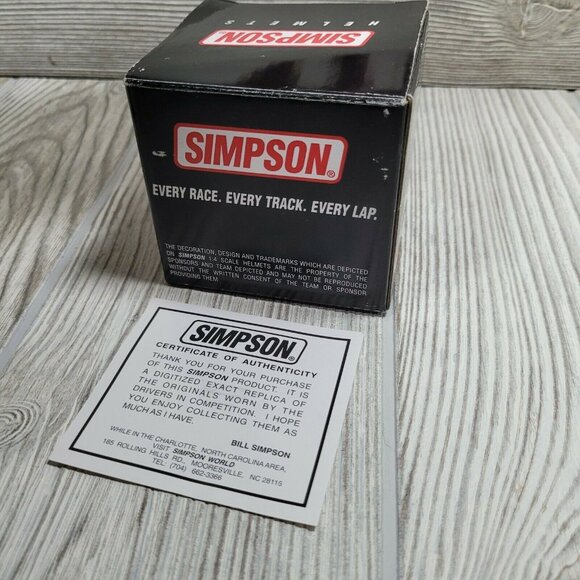 SIMPSON
HELMETS
SIMPSON®
EVERY RACE. EVERY TRACK. EVERY LAP.
THE DECORATION, DESIGN AND TRADEMARKS WHICH ARE DEPICTED
ON SIMPSON 1:4 SCALE HELMETS ARE THE PROPERTY OF THE
SPONSORS AND TEAM DEPICTED AND MAY NOT BE REPRODUCED
WITHOUT THE WRITTEN CONSENT OF THE TEAM OR SPONSOR
PROVIDING THEM
SIMPSON®
CERTIFICATE OF AUTHENTICITY
THANK YOU FOR YOUR PURCHASE
OF THIS SIMPSON PRODUCT. IT IS
A DIGITIZED EXACT REPLICA OF
THE ORIGINALS WORN BY THE
DRIVERS IN COMPETITION. I HOPE
YOU ENJOY COLLECTING THEM AS
MUCH AS I HAVE.
BILL SIMPSON
WHILE IN THE CHARLOTTE, NORTH CAROLINA AREA,
VISIT SIMPSON WORLD
185 ROLLING HILLS RD., MOORESVILLE, NC 28115
TEL: (704) 662-3366